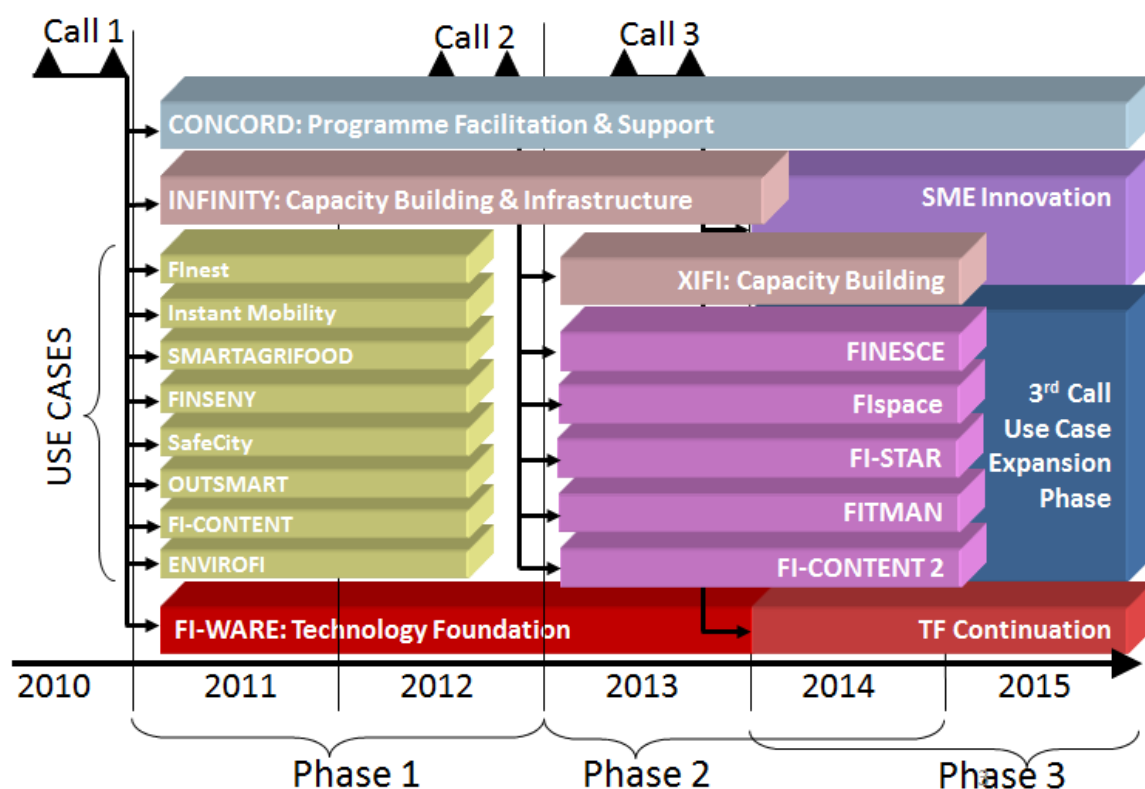 Call 1
Call 2
Call 3
CONCORD: Programme Facilitation & Support
INFINITY: Capacity Building & Infrastructure
SME Innovation
USE CASES
FInest
Instant Mobility
SMARTAGRIFOOD
FINSENY
SafeCity
OUTSMART
FI-CONTENT
ENVIROFI
XIFI: Capacity Building
FINESCE
FIspace
FI-STAR
FITMAN
FI-CONTENT 2
3rd Call
Use Case
Expansion
Phase
FI-WARE: Technology Foundation
TF Continuation
2010
2011
2012
2013
2014
2015
Phase 1
Phase 2
Phase 3
3